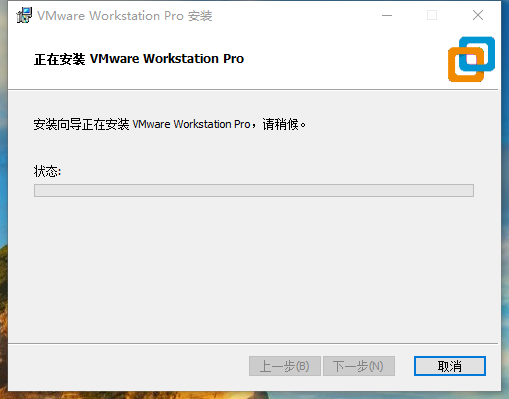 VMware Workstation Pro 安装
正在安装 VMware Workstation Pro
安装向导正在安装 VMware Workstation Pro，请稍候。
状态:
上一步(B) 下一步(N) 取消